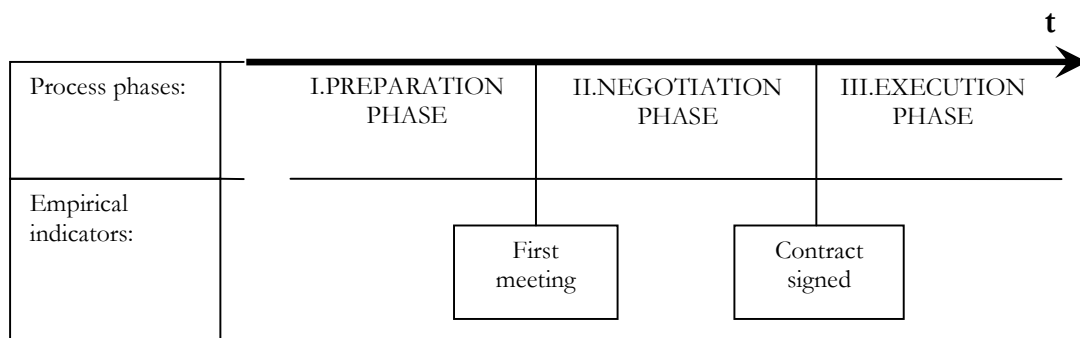 t
Process phases:
I.PREPARATION
PHASE
II.NEGOTIATION
PHASE
III.EXECUTION
PHASE
Empirical
indicators:
First
meeting
Contract
signed